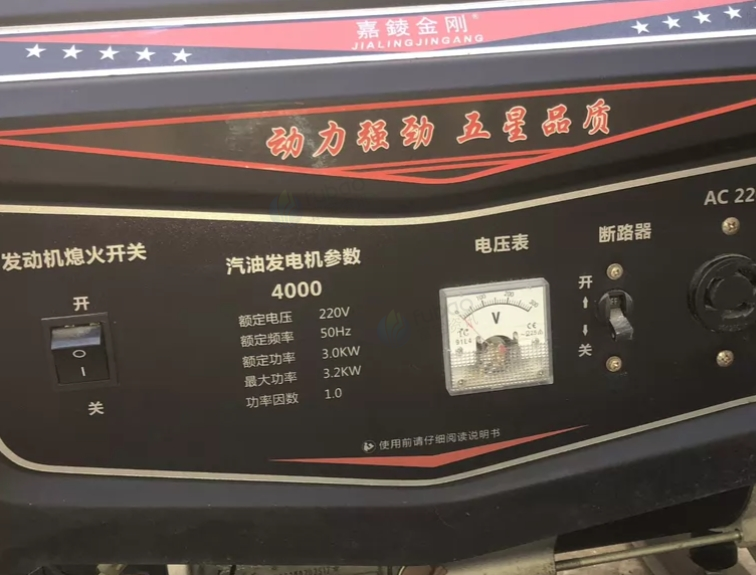 嘉錂金刚®
JIALINGJINGANG
动力强劲 五星品质
AC 22
发动机熄火开关
开
关
汽油发电机参数
4000
额定电压 220V
额定频率 50Hz
额定功率 3.0KW
最大功率 3.2KW
功率因数 1.0
电压表
V
CE
断路器
开
关
使用前请仔细阅读说明书